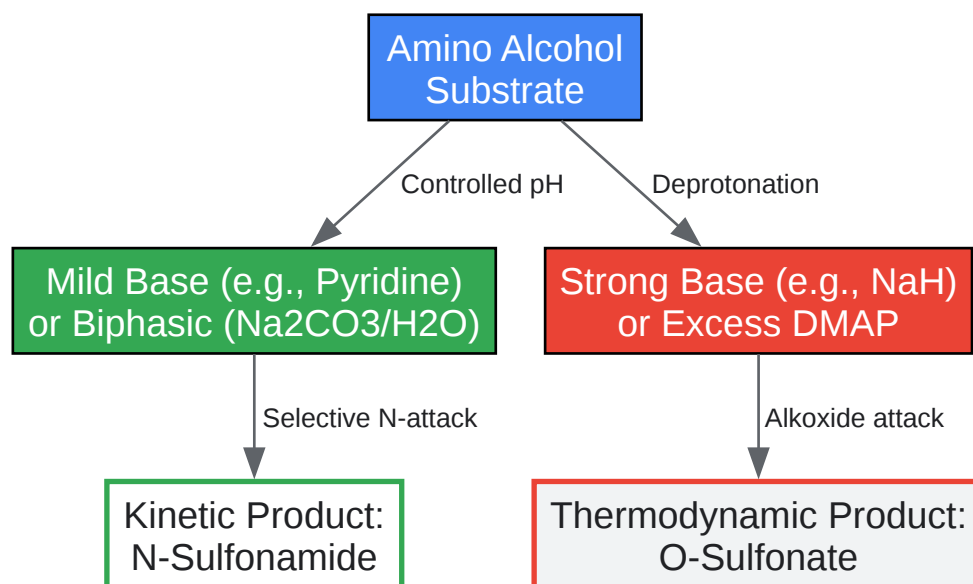 Amino Alcohol
Substrate
Controlled pH
Deprotonation
Mild Base (e.g., Pyridine)
or Biphasic (Na2CO3/H2O)
Strong Base (e.g., NaH)
or Excess DMAP
Selective N-attack
Alkoxide attack
Kinetic Product:
N-Sulfonamide
Thermodynamic Product:
O-Sulfonate